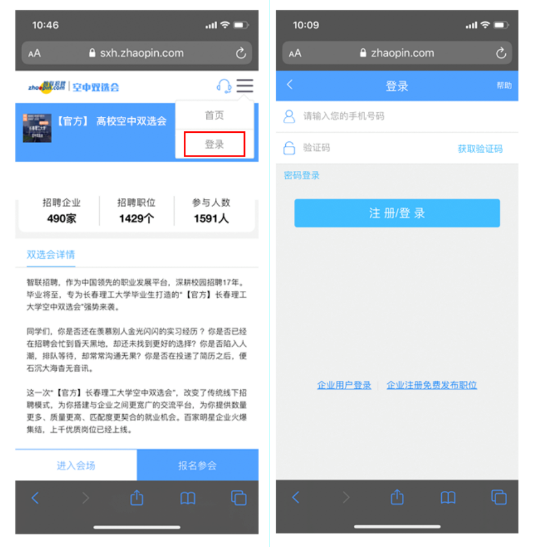 10:46
AA
sxh.zhaopin.com
智联招聘
zhaopin.com
空中双选会
首页
登录
【官方】 高校空中双选会
招聘企业
招聘职位
参与人数
490家
1429个
1591人
双选会详情
智联招聘，作为中国领先的职业发展平台，深耕校园招聘17年。
毕业将至，专为长春理工大学毕业生打造的“【官方】长春理工
大学空中双选会”强势来袭。
同学们，你是否还在羡慕别人金光闪闪的实习经历？你是否已经
在招聘会忙到昏天黑地，却还未找到更好的选择？你是否陷入人
潮，排队等待，却常常沟通无果？你是否在投递了简历之后，便
石沉大海杳无音讯。
这一次“【官方】长春理工大学空中双选会”，改变了传统线下招
聘模式，为你搭建与企业之间更宽广的交流平台，为你提供数量
更多、质量更高、匹配度更契合的就业机会。百家明星企业火爆
集结，上千优质岗位已经上线。
进入会场
报名参会
10:09
AA
zhaopin.com
登录
帮助
请输入您的手机号码
验证码
获取验证码
密码登录
注 册/登 录
企业用户登录
企业注册免费发布职位